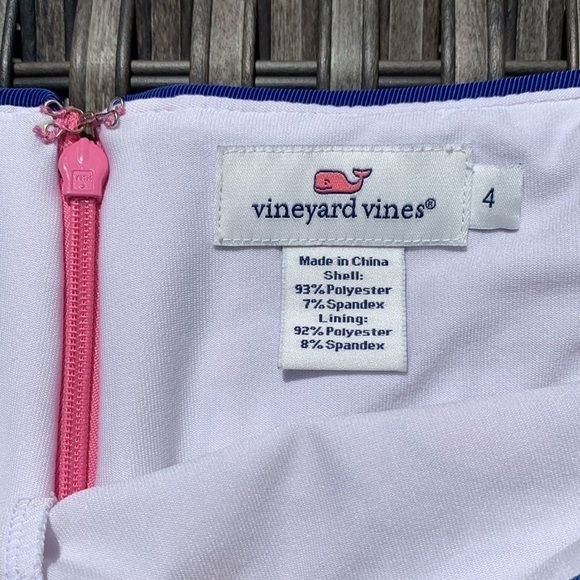 vineyard vines®
4
Made in China
Shell:
93% Polyester
7% Spandex
Lining:
92% Polyester
8% Spandex